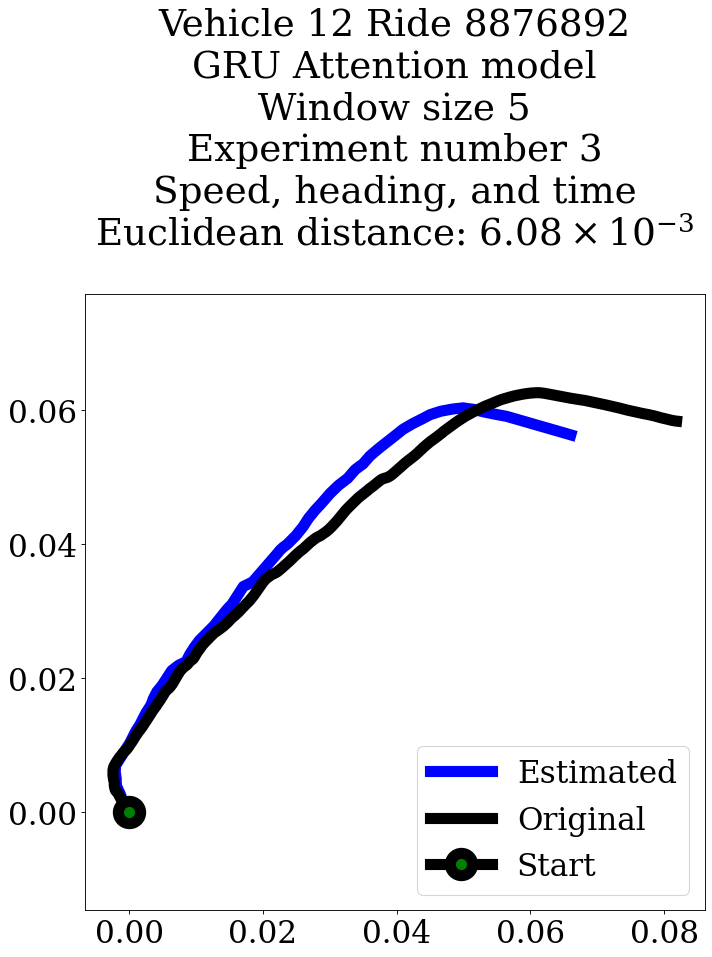 Vehicle 12 Ride 8876892
GRU Attention model
Window size 5
Experiment number 3
Speed, heading, and time
Euclidean distance: 6.08 × 10⁻³
0.06
0.04
0.02
0.00
Estimated
Original
Start
0.00 0.02 0.04 0.06 0.08